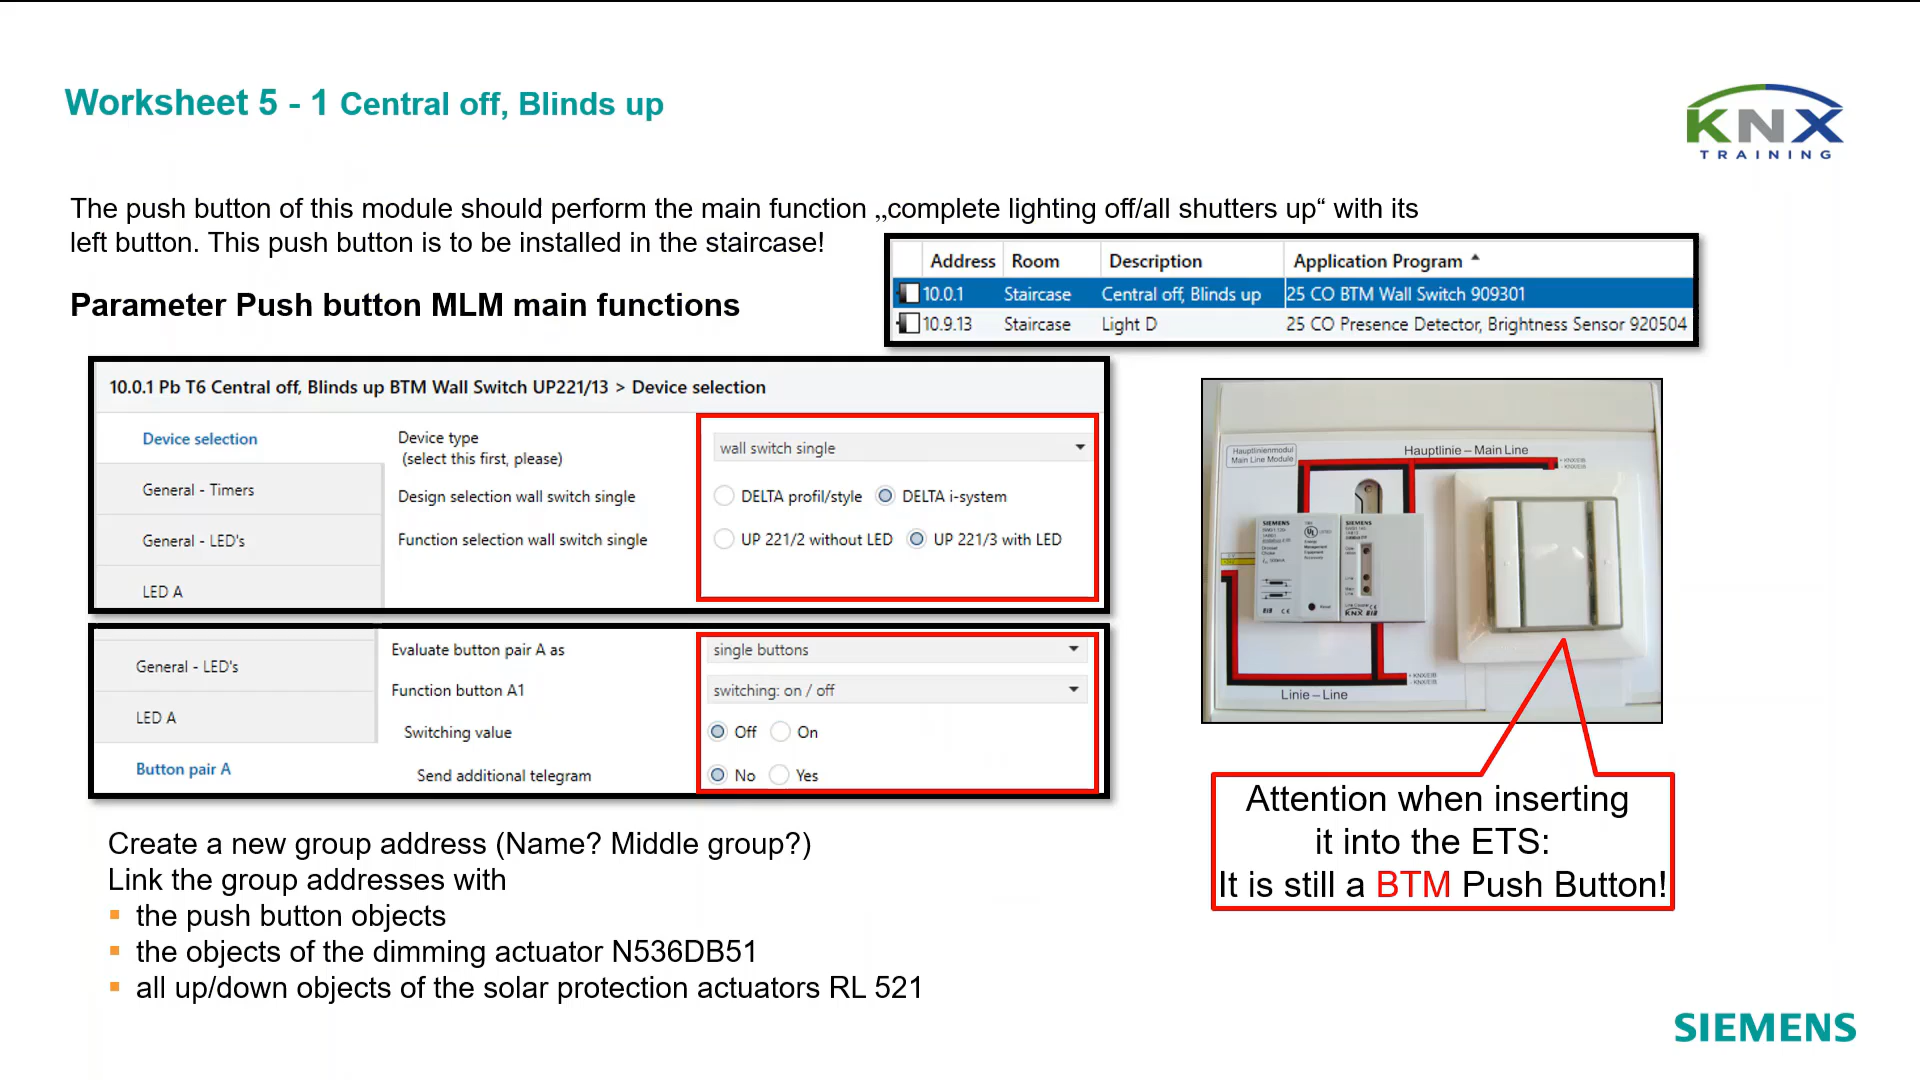 Worksheet 5 - 1 Central off, Blinds up
KNX
TRAINING
The push button of this module should perform the main function „complete lighting off/all shutters up“ with its
left button. This push button is to be installed in the staircase!
Address Room Description Application Program
10.0.1 Staircase Central off, Blinds up 25 CO BTM Wall Switch 909301
10.9.13 Staircase Light D 25 CO Presence Detector, Brightness Sensor 920504
Parameter Push button MLM main functions
10.0.1 Pb T6 Central off, Blinds up BTM Wall Switch UP221/13 > Device selection
Device selection
General - Timers
General - LED's
LED A
Device type
(select this first, please)
wall switch single
Design selection wall switch single
DELTA profil/style DELTA i-system
Function selection wall switch single
UP 221/2 without LED UP 221/3 with LED
General - LED's
LED A
Button pair A
Evaluate button pair A as single buttons
Function button A1 switching: on / off
Switching value Off On
Send additional telegram No Yes
Hauptlinienmodul
Main Line Module
Hauptlinie – Main Line
SIEMENS
SIEMENS
KNX EIB
Linie – Line
Attention when inserting
it into the ETS:
It is still a BTM Push Button!
Create a new group address (Name? Middle group?)
Link the group addresses with
the push button objects
the objects of the dimming actuator N536DB51
all up/down objects of the solar protection actuators RL 521
SIEMENS